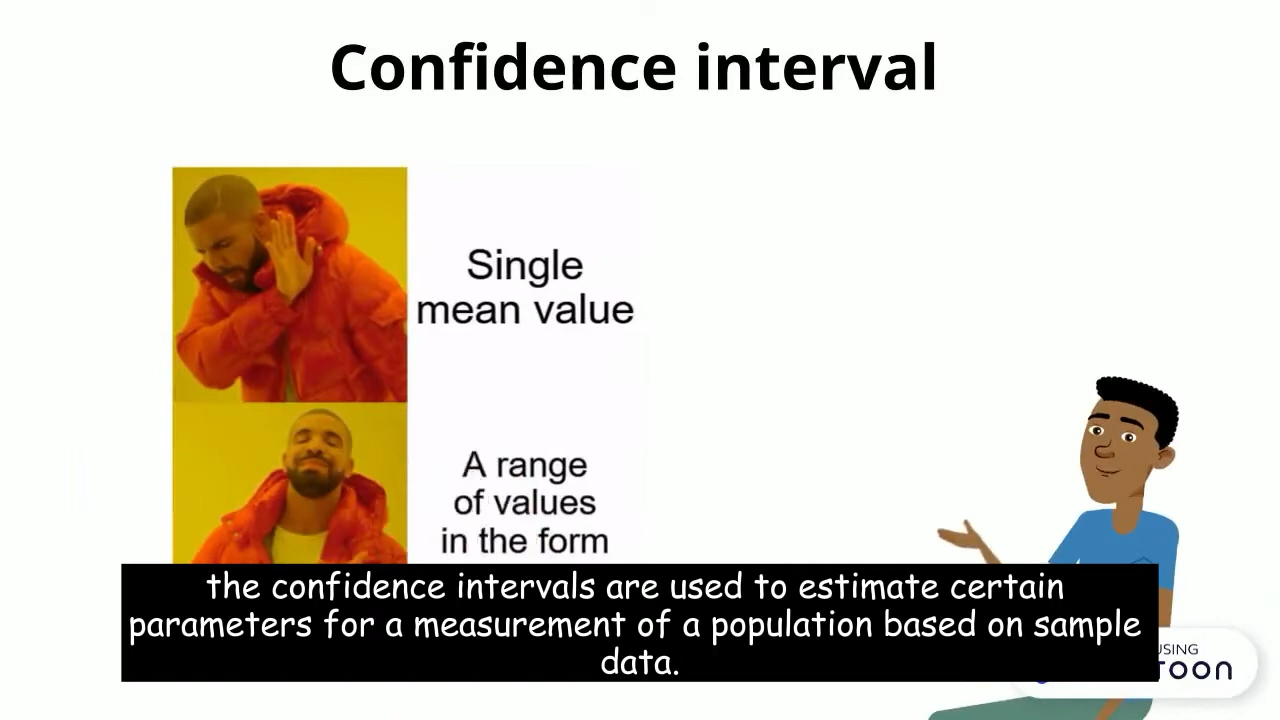 Confidence interval
Single
mean value
A range
of values
in the form
the confidence intervals are used to estimate certain
parameters for a measurement of a population based on sample
data.
USING
TOON